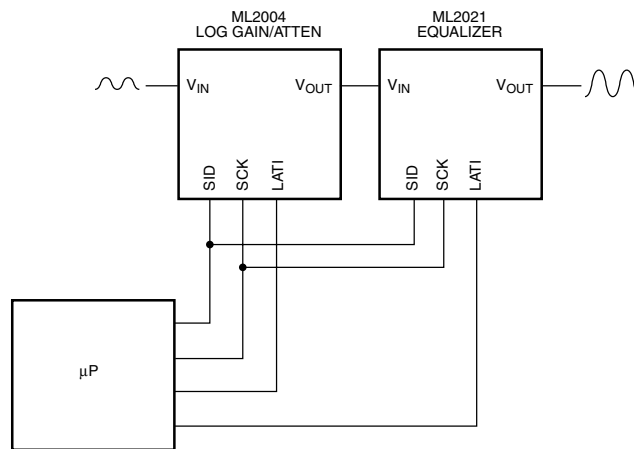 ML2004
LOG GAIN/ATTEN
ML2021
EQUALIZER
VIN
VOUT
VIN
VOUT
SID
SCK
LATI
SID
SCK
LATI
µP